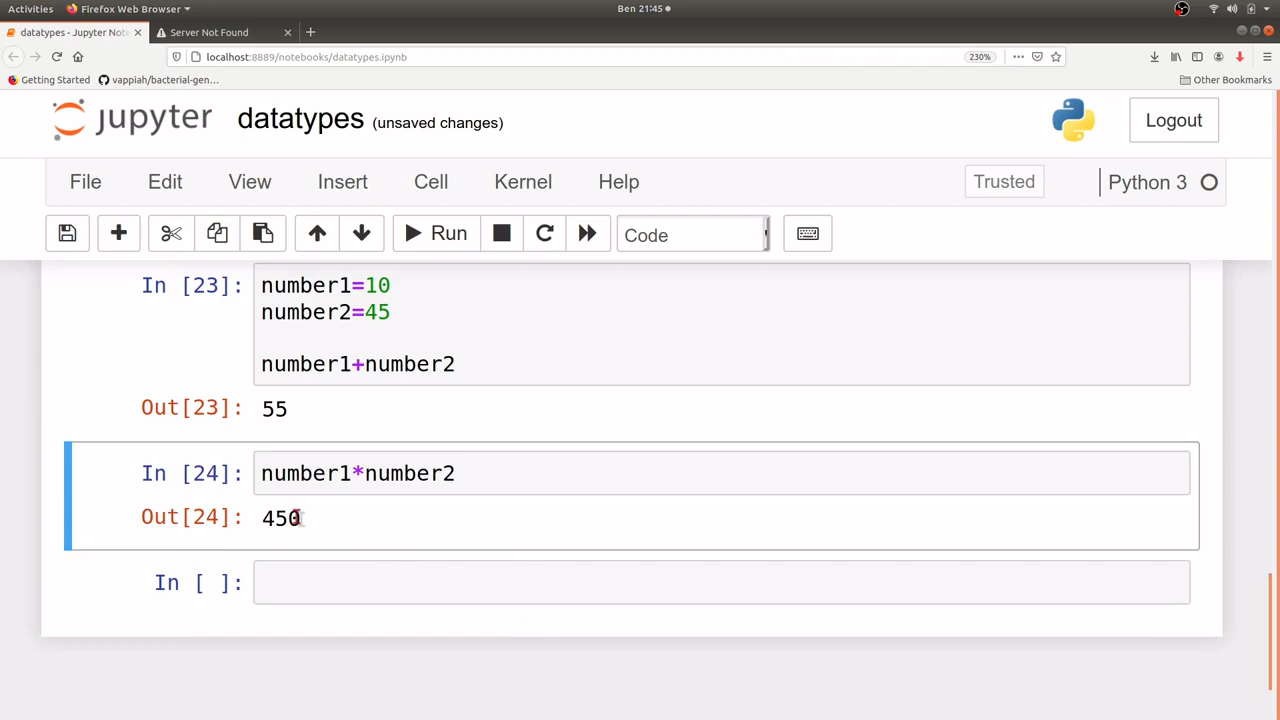 Activities Firefox Web Browser Ben 21:45
datatypes - Jupyter Note Server Not Found
localhost:8889/notebooks/datatypes.ipynb 230%
Getting Started vappiah/bacterial-gen... Other Bookmarks
jupyter datatypes (unsaved changes) Logout
File Edit View Insert Cell Kernel Help Trusted Python 3
Run Code
In [23]: number1=10
number2=45
number1+number2
Out[23]: 55
In [24]: number1*number2
Out[24]: 450
In [ ]: